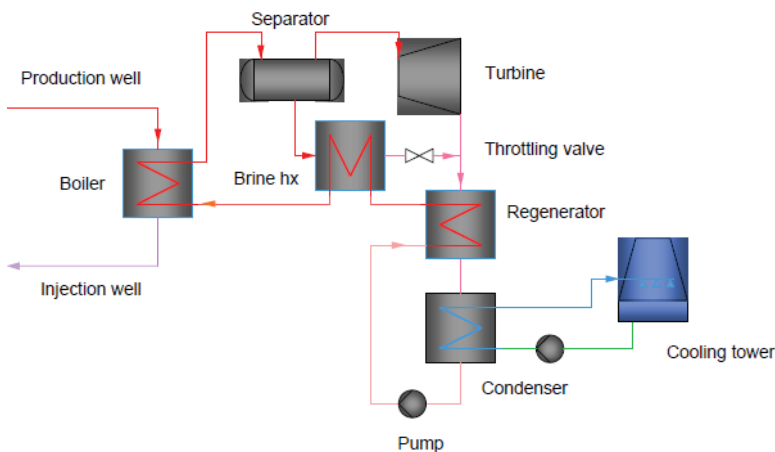 Separator
Production well
Turbine
Throttling valve
Boiler
Brine hx
Regenerator
Injection well
Cooling tower
Condenser
Pump